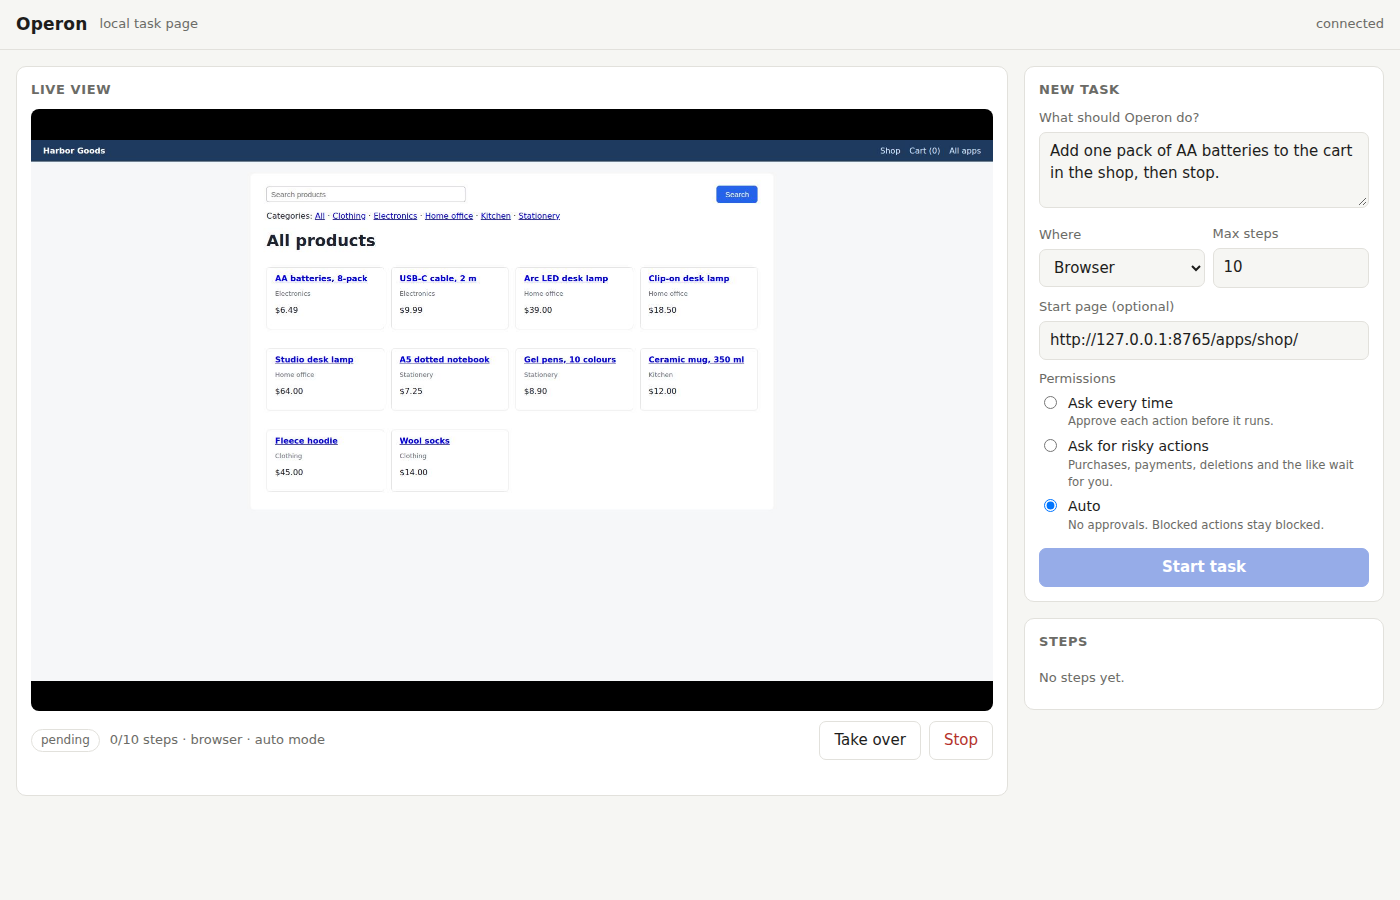 Operon local task page connected
LIVE VIEW
Harbor Goods Shop Cart (0) All apps
Search products Search
Categories: All · Clothing · Electronics · Home office · Kitchen · Stationery
All products
AA batteries, 8-pack USB-C cable, 2 m Arc LED desk lamp Clip-on desk lamp
Electronics Electronics Home office Home office
$6.49 $9.99 $39.00 $18.50
Studio desk lamp A5 dotted notebook Gel pens, 10 colours Ceramic mug, 350 ml
Home office Stationery Stationery Kitchen
$64.00 $7.25 $8.90 $12.00
Fleece hoodie Wool socks
Clothing Clothing
$45.00 $14.00
pending 0/10 steps · browser · auto mode Take over Stop
NEW TASK
What should Operon do?
Add one pack of AA batteries to the cart
in the shop, then stop.
Where Max steps
Browser 10
Start page (optional)
http://127.0.0.1:8765/apps/shop/
Permissions
Ask every time
Approve each action before it runs.
Ask for risky actions
Purchases, payments, deletions and the like wait
for you.
Auto
No approvals. Blocked actions stay blocked.
Start task
STEPS
No steps yet.